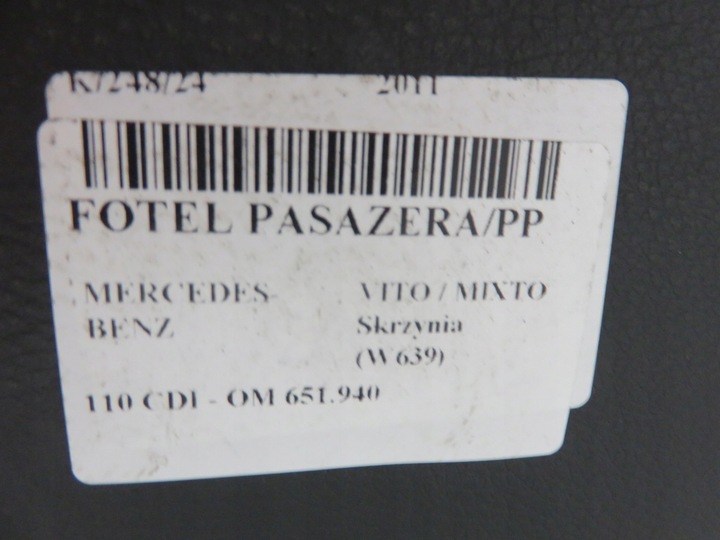 K/248/24 2011
FOTEL PASAZERA/PP
MERCEDES-BENZ VITO / MIXTO
Skrzynia
(W639)
110 CDI - OM 651.940